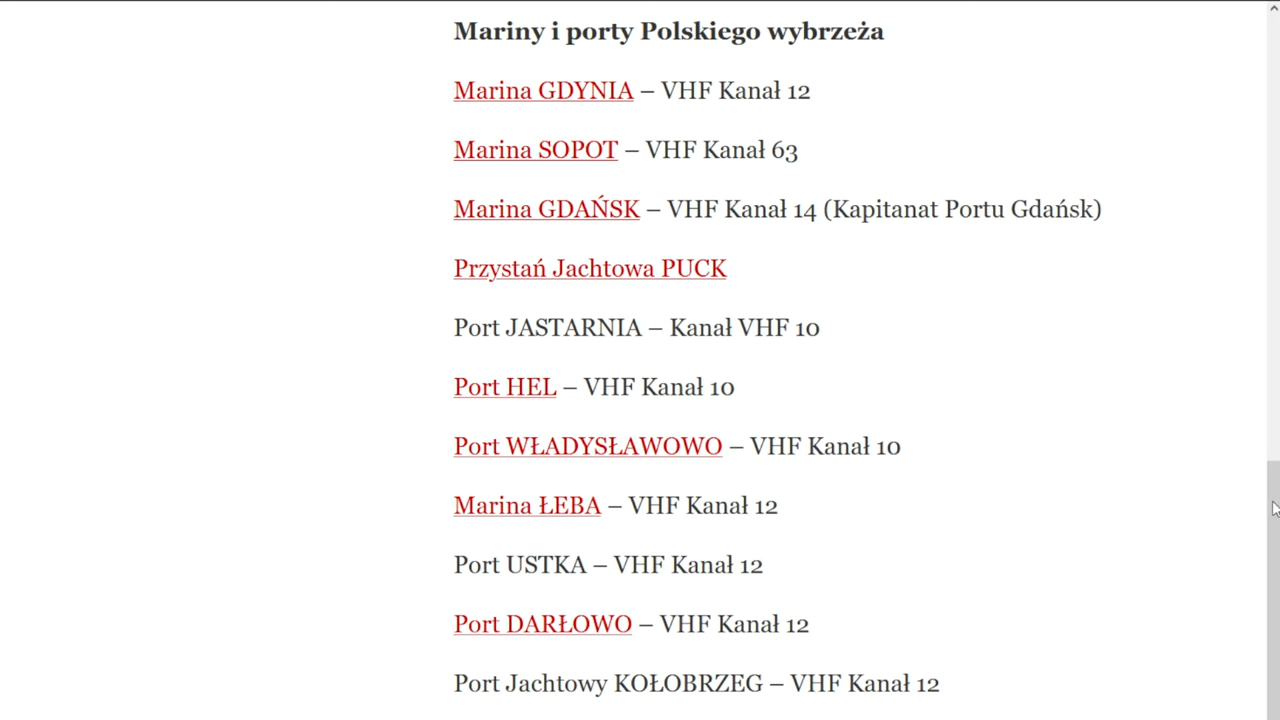 Mariny i porty Polskiego wybrzeża
Marina GDYNIA – VHF Kanał 12
Marina SOPOT – VHF Kanał 63
Marina GDAŃSK – VHF Kanał 14 (Kapitanat Portu Gdańsk)
Przystań Jachtowa PUCK
Port JASTARNIA – Kanał VHF 10
Port HEL – VHF Kanał 10
Port WŁADYSŁAWOWO – VHF Kanał 10
Marina ŁEBA – VHF Kanał 12
Port USTKA – VHF Kanał 12
Port DARŁOWO – VHF Kanał 12
Port Jachtowy KOŁOBRZEG – VHF Kanał 12